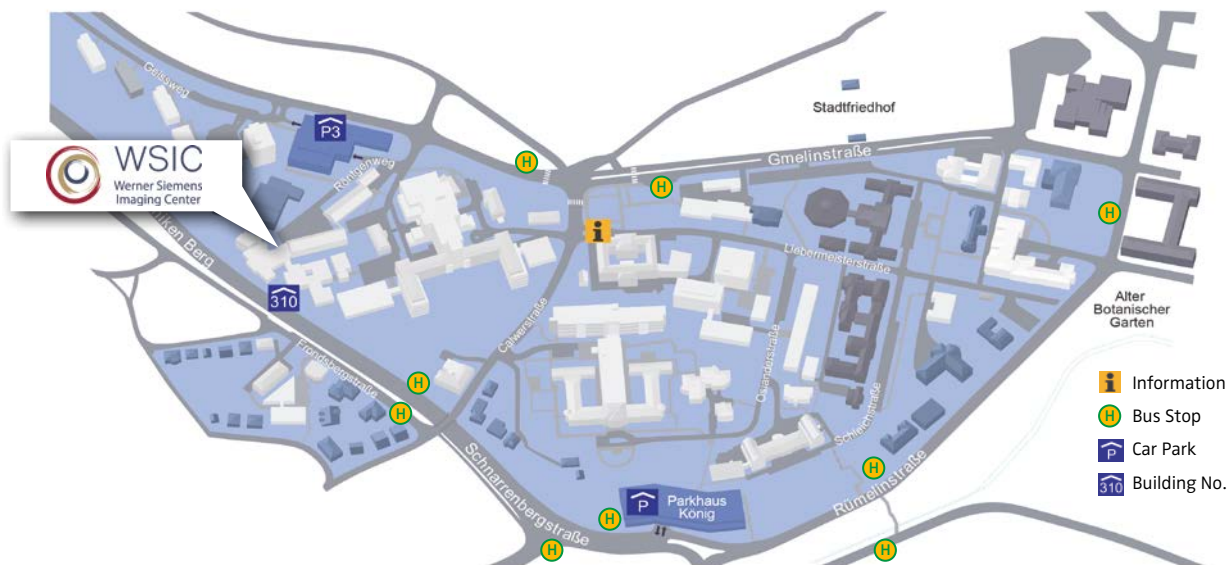 Geissweg
P3
Stadtfriedhof
Gmelinstraße
WSIC
Werner Siemens
Imaging Center
Röntgenweg
H
H
H
i
Liebermeisterstraße
310
Calwerstraße
Alter
Botanischer
Garten
Frondsbergstraße
Osianderstraße
H
H
Schleichstraße
Schnarrenbergstraße
H
Rümelinstraße
P
Parkhaus
König
H
H
H
i Information
H Bus Stop
P Car Park
310 Building No.